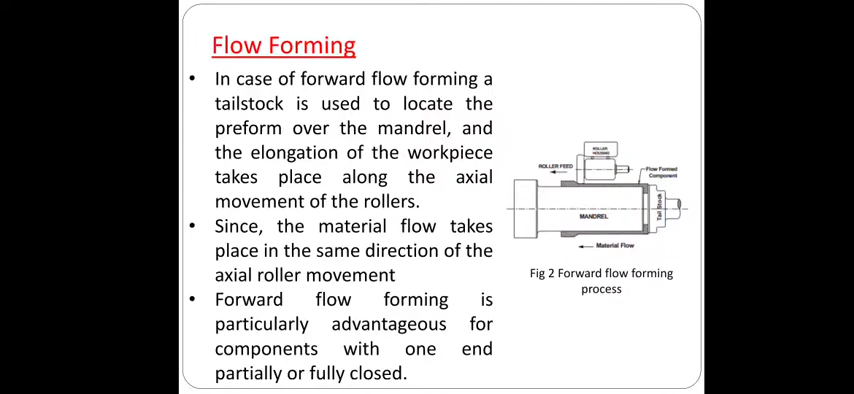 Flow Forming
• In case of forward flow forming a
tailstock is used to locate the
preform over the mandrel, and
the elongation of the workpiece
takes place along the axial
movement of the rollers.
• Since, the material flow takes
place in the same direction of the
axial roller movement
• Forward flow forming is
particularly advantageous for
components with one end
partially or fully closed.
ROLLER
HOUSING
ROLLER FEED
Flow Formed
Component
MANDREL
Tail Stock
Material Flow
Fig 2 Forward flow forming
process